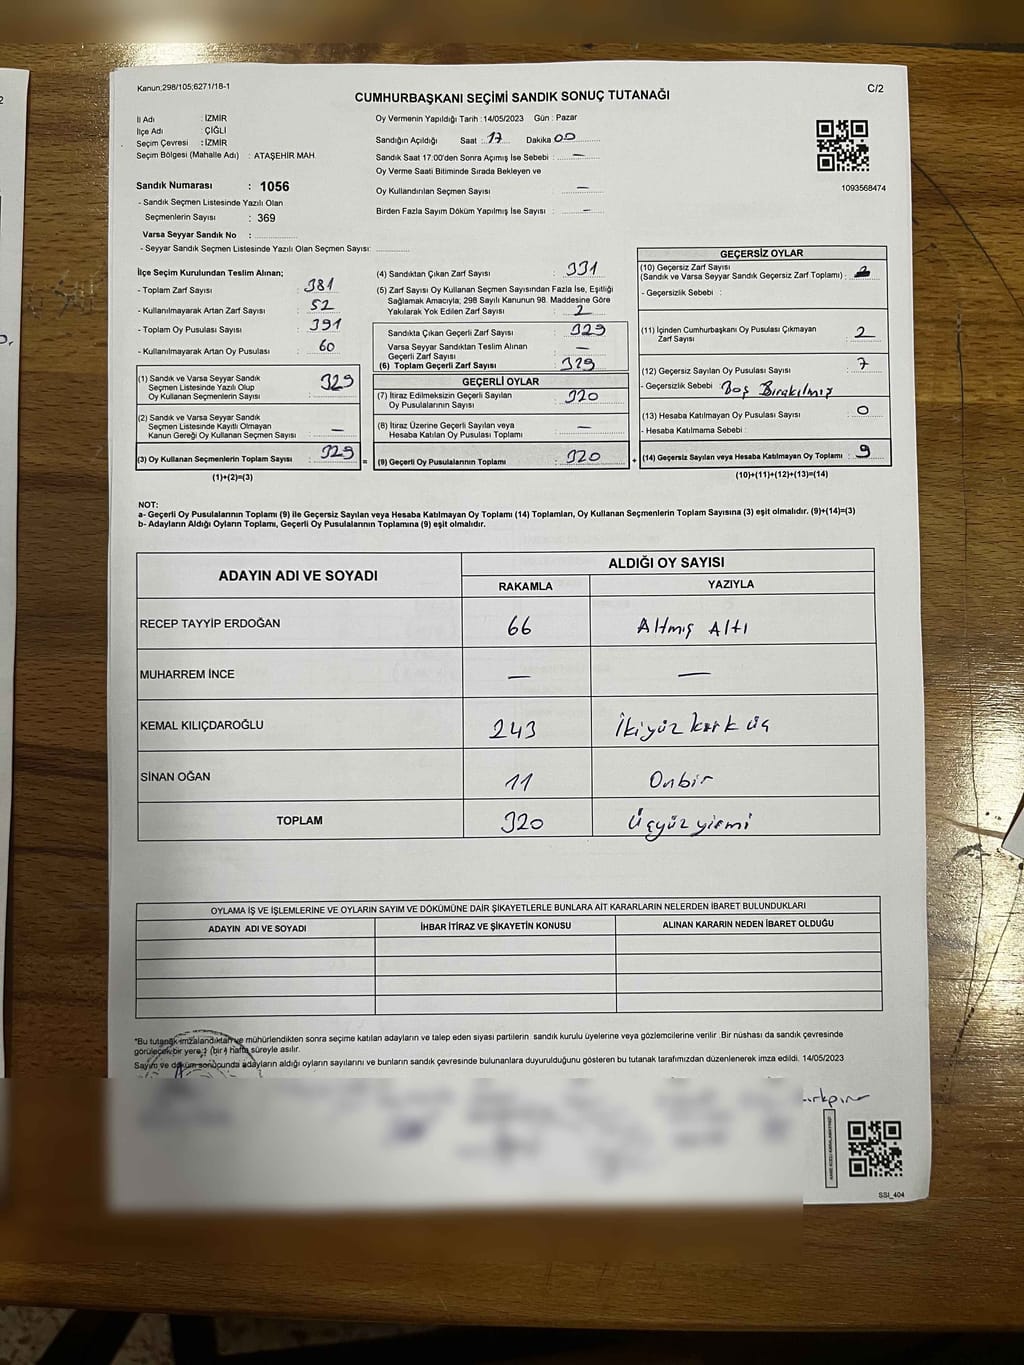 Kanun;298/105;6271/18-1
C/2
CUMHURBAŞKANI SEÇİMİ SANDIK SONUÇ TUTANAĞI
İl Adı : İZMİR
İlçe Adı : ÇİĞLİ
Seçim Çevresi : İZMİR
Seçim Bölgesi (Mahalle Adı) : ATAŞEHİR MAH.
Sandık Numarası : 1056
- Sandık Seçmen Listesinde Yazılı Olan
Seçmenlerin Sayısı : 369
Varsa Seyyar Sandık No :
- Seyyar Sandık Seçmen Listesinde Yazılı Olan Seçmen Sayısı:
Oy Vermenin Yapıldığı Tarih :14/05/2023 Gün : Pazar
Sandığın Açıldığı Saat : 17 Dakika 00
Sandık Saat 17:00'den Sonra Açımış İse Sebebi : —
Oy Verme Saati Bitiminde Sırada Bekleyen ve
Oy Kullandırılan Seçmen Sayısı : —
Birden Fazla Sayım Döküm Yapılmış İse Sayısı : —
1093568474
İlçe Seçim Kurulundan Teslim Alınan;
- Toplam Zarf Sayısı : 381
- Kullanılmayarak Artan Zarf Sayısı : 52
- Toplam Oy Pusulası Sayısı : 391
- Kullanılmayarak Artan Oy Pusulası : 60
(1) Sandık ve Varsa Seyyar Sandık
Seçmen Listesinde Yazılı Olup
Oy Kullanan Seçmenlerin Sayısı : 329
(2) Sandık ve Varsa Seyyar Sandık
Seçmen Listesinde Kayıtlı Olmayan
Kanun Gereği Oy Kullanan Seçmen Sayısı : —
(3) Oy Kullanan Seçmenlerin Toplam Sayısı : 329
(1)+(2)=(3)
=
(4) Sandıktan Çıkan Zarf Sayısı : 331
(5) Zarf Sayısı Oy Kullanan Seçmen Sayısından Fazla İse, Eşitliği
Sağlamak Amacıyla; 298 Sayılı Kanunun 98. Maddesine Göre
Yakılarak Yok Edilen Zarf Sayısı : 2
Sandıkta Çıkan Geçerli Zarf Sayısı : 329
Varsa Seyyar Sandıktan Teslim Alınan
Geçerli Zarf Sayısı : —
(6) Toplam Geçerli Zarf Sayısı : 329
GEÇERLİ OYLAR
(7) İtiraz Edilmeksizin Geçerli Sayılan
Oy Pusulalarının Sayısı : 320
(8) İtiraz Üzerine Geçerli Sayılan veya
Hesaba Katılan Oy Pusulası Toplamı : —
(9) Geçerli Oy Pusulalarının Toplamı : 320
+
GEÇERSİZ OYLAR
(10) Geçersiz Zarf Sayısı
(Sandık ve Varsa Seyyar Sandık Geçersiz Zarf Toplamı) :
- Geçersizlik Sebebi :
(11) İçinden Cumhurbaşkanı Oy Pusulası Çıkmayan
Zarf Sayısı : 2
(12) Geçersiz Sayılan Oy Pusulası Sayısı : 7
- Geçersizlik Sebebi : Boş Bırakılmış
(13) Hesaba Katılmayan Oy Pusulası Sayısı : 0
- Hesaba Katılmama Sebebi :
(14) Geçersiz Sayılan veya Hesaba Katılmayan Oy Toplamı : 9
(10)+(11)+(12)+(13)=(14)
NOT:
a- Geçerli Oy Pusulalarının Toplamı (9) ile Geçersiz Sayılan veya Hesaba Katılmayan Oy Toplamı (14) Toplamları, Oy Kullanan Seçmenlerin Toplam Sayısına (3) eşit olmalıdır. (9)+(14)=(3)
b- Adayların Aldığı Oyların Toplamı, Geçerli Oy Pusulalarının Toplamına (9) eşit olmalıdır.
ADAYIN ADI VE SOYADI
ALDIĞI OY SAYISI
RAKAMLA YAZIYLA
RECEP TAYYİP ERDOĞAN 66 Altmış Altı
MUHARREM İNCE — —
KEMAL KILIÇDAROĞLU 243 İkiyüz kırk üç
SİNAN OĞAN 11 Onbir
TOPLAM 320 Üçyüz yirmi
OYLAMA İŞ VE İŞLEMLERİNE VE OYLARIN SAYIM VE DÖKÜMÜNE DAİR ŞİKAYETLERLE BUNLARA AİT KARARLARIN NELERDEN İBARET BULUNDUKLARI
ADAYIN ADI VE SOYADI İHBAR İTİRAZ VE ŞİKAYETİN KONUSU ALINAN KARARIN NEDEN İBARET OLDUĞU
"Bu tutanak imzalandıktan ve mühürlendikten sonra seçime katılan adayların ve talep eden siyasi partilerin sandık kurulu üyelerine veya gözlemcilerine verilir. Bir nüshası da sandık çevresinde
görülecek bir yere 1 (bir) hafta süreyle asılır.
Sayım ve döküm sonucunda adayların aldığı oyların sayılarını ve bunların sandık çevresinde bulunanlara duyurulduğunu gösteren bu tutanak tarafımızdan düzenlenerek imza edildi. 14/05/2023
SSI_404